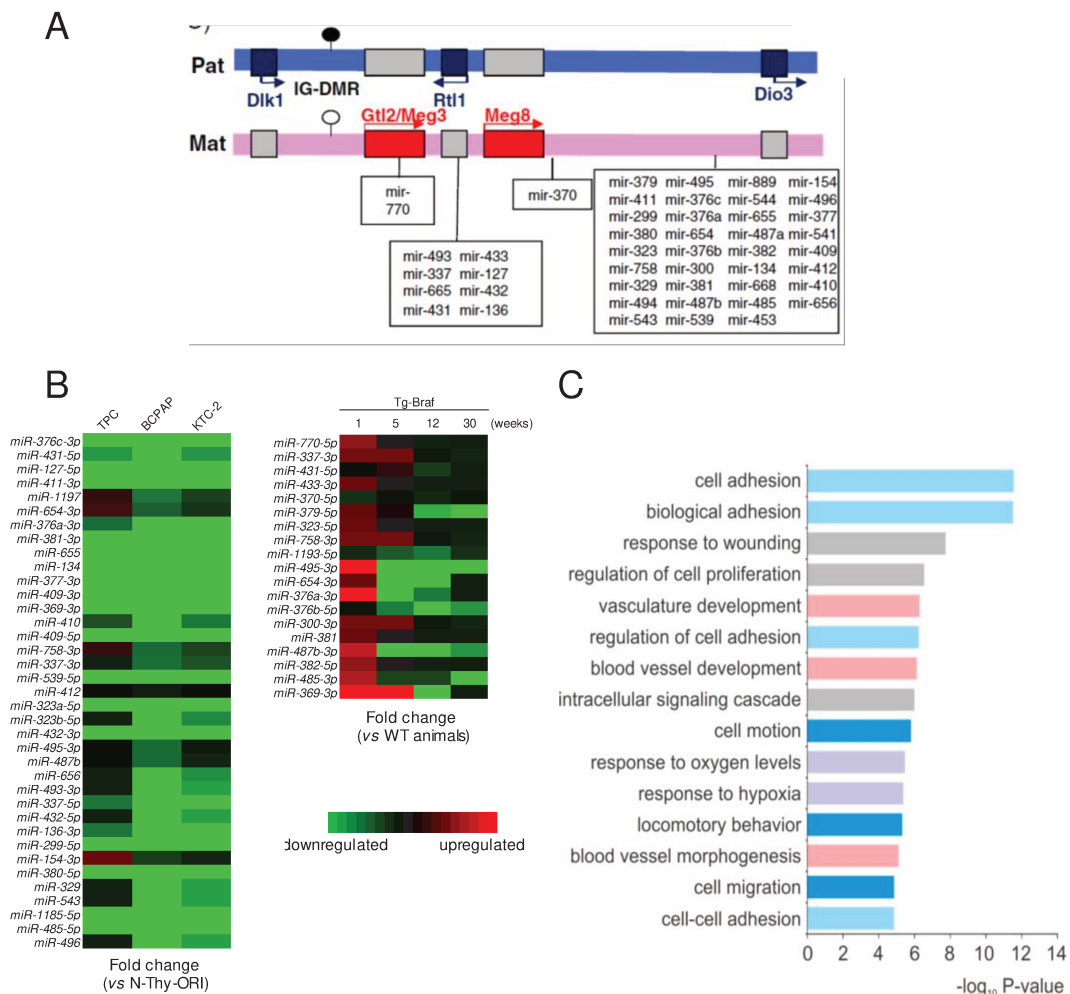 A
Pat
Dlk1
IG-DMR
Rtl1
Dio3
Gtl2/Meg3
Meg8
Mat
mir-
770
mir-370
mir-493 mir-433
mir-337 mir-127
mir-665 mir-432
mir-431 mir-136
mir-379 mir-495 mir-889 mir-154
mir-411 mir-376c mir-544 mir-496
mir-299 mir-376a mir-655 mir-377
mir-380 mir-654 mir-487a mir-541
mir-323 mir-376b mir-382 mir-409
mir-758 mir-300 mir-134 mir-412
mir-329 mir-381 mir-668 mir-410
mir-494 mir-487b mir-485 mir-656
mir-543 mir-539 mir-453
B
TPC BCPAP KTC-2
miR-376c-3p
miR-431-5p
miR-127-5p
miR-411-3p
miR-1197
miR-654-3p
miR-376a-3p
miR-381-3p
miR-655
miR-134
miR-377-3p
miR-409-3p
miR-369-3p
miR-410
miR-409-5p
miR-758-3p
miR-337-3p
miR-539-5p
miR-412
miR-323a-5p
miR-323b-5p
miR-432-3p
miR-495-3p
miR-487b
miR-656
miR-493-3p
miR-337-5p
miR-432-5p
miR-136-3p
miR-299-5p
miR-154-3p
miR-380-5p
miR-329
miR-543
miR-1185-5p
miR-485-5p
miR-496
Fold change
(vs N-Thy-ORI)
Tg-Braf
1 5 12 30 (weeks)
miR-770-5p
miR-337-3p
miR-431-5p
miR-433-3p
miR-370-5p
miR-379-5p
miR-323-5p
miR-758-3p
miR-1193-5p
miR-495-3p
miR-654-3p
miR-376a-3p
miR-376b-5p
miR-300-3p
miR-381
miR-487b-3p
miR-382-5p
miR-485-3p
miR-369-3p
Fold change
(vs WT animals)
downregulated upregulated
C
cell adhesion
biological adhesion
response to wounding
regulation of cell proliferation
vasculature development
regulation of cell adhesion
blood vessel development
intracellular signaling cascade
cell motion
response to oxygen levels
response to hypoxia
locomotory behavior
blood vessel morphogenesis
cell migration
cell-cell adhesion
0 2 4 6 8 10 12 14
-log₁₀ P-value